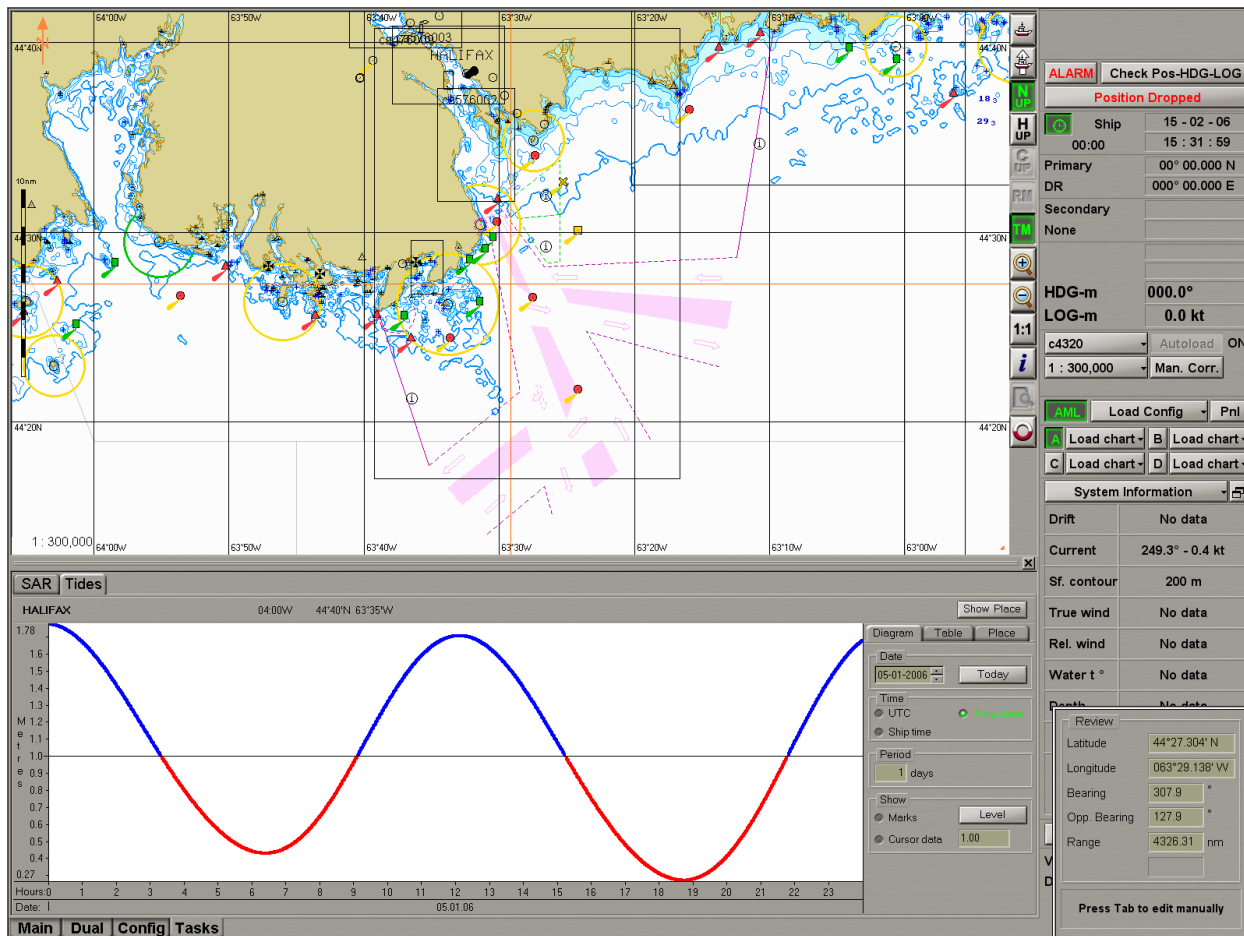 64°00'W 63°50'W 63°40'W 63°30'W 63°20'W 63°10'W 63°00'W
44°40'N
44°40'N
HALIFAX
ca576002
18 3
29 3
10nm
44°30'N
44°30'N
44°20'N
44°20'N
1 : 300,000
64°00'W 63°50'W 63°40'W 63°30'W 63°20'W 63°10'W 63°00'W
N UP
H UP
C UP
RM
TM
1:1
i
ALARM Check Pos-HDG-LOG
Position Dropped
Ship 15 - 02 - 06
00:00 15 : 31 : 59
Primary 00° 00.000 N
DR 000° 00.000 E
Secondary
None
HDG-m 000.0°
LOG-m 0.0 kt
c4320 Autoload ON
1 : 300,000 Man. Corr.
AML Load Config Pnl
A Load chart B Load chart
C Load chart D Load chart
System Information
Drift No data
Current 249.3° - 0.4 kt
Sf. contour 200 m
True wind No data
Rel. wind No data
Water t ° No data
Depth
Review
Latitude 44°27.304' N
Longitude 063°29.138' W
Bearing 307.9 °
Opp. Bearing 127.9 °
Range 4326.31 nm
V
D
Press Tab to edit manually
SAR Tides
HALIFAX 04:00W 44°40'N 63°35'W Show Place
Metres
1.78
1.6
1.5
1.4
1.3
1.2
1.1
1.0
0.9
0.8
0.7
0.6
0.5
0.4
0.27
Hours: 0 1 2 3 4 5 6 7 8 9 10 11 12 13 14 15 16 17 18 19 20 21 22 23
Date: 05.01.06
Diagram Table Place
Date
05-01-2006 Today
Time
UTC Time Zone
Ship time
Period
1 days
Show
Marks Level
Cursor data 1.00
Main Dual Config Tasks